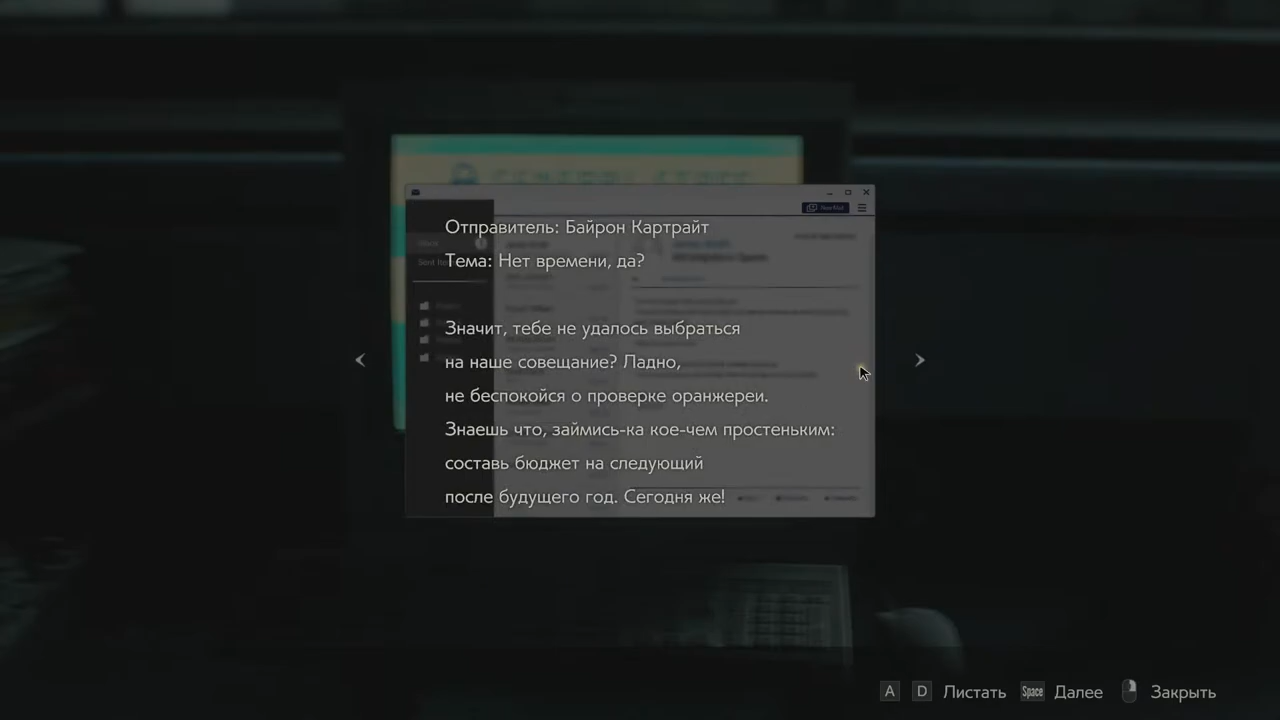 Отправитель: Байрон Картрайт
Тема: Нет времени, да?
Значит, тебе не удалось выбраться
на наше совещание? Ладно,
не беспокойся о проверке оранжереи.
Знаешь что, займись-ка кое-чем простеньким:
составь бюджет на следующий
после будущего год. Сегодня же!
A D Листать Space Далее Закрыть